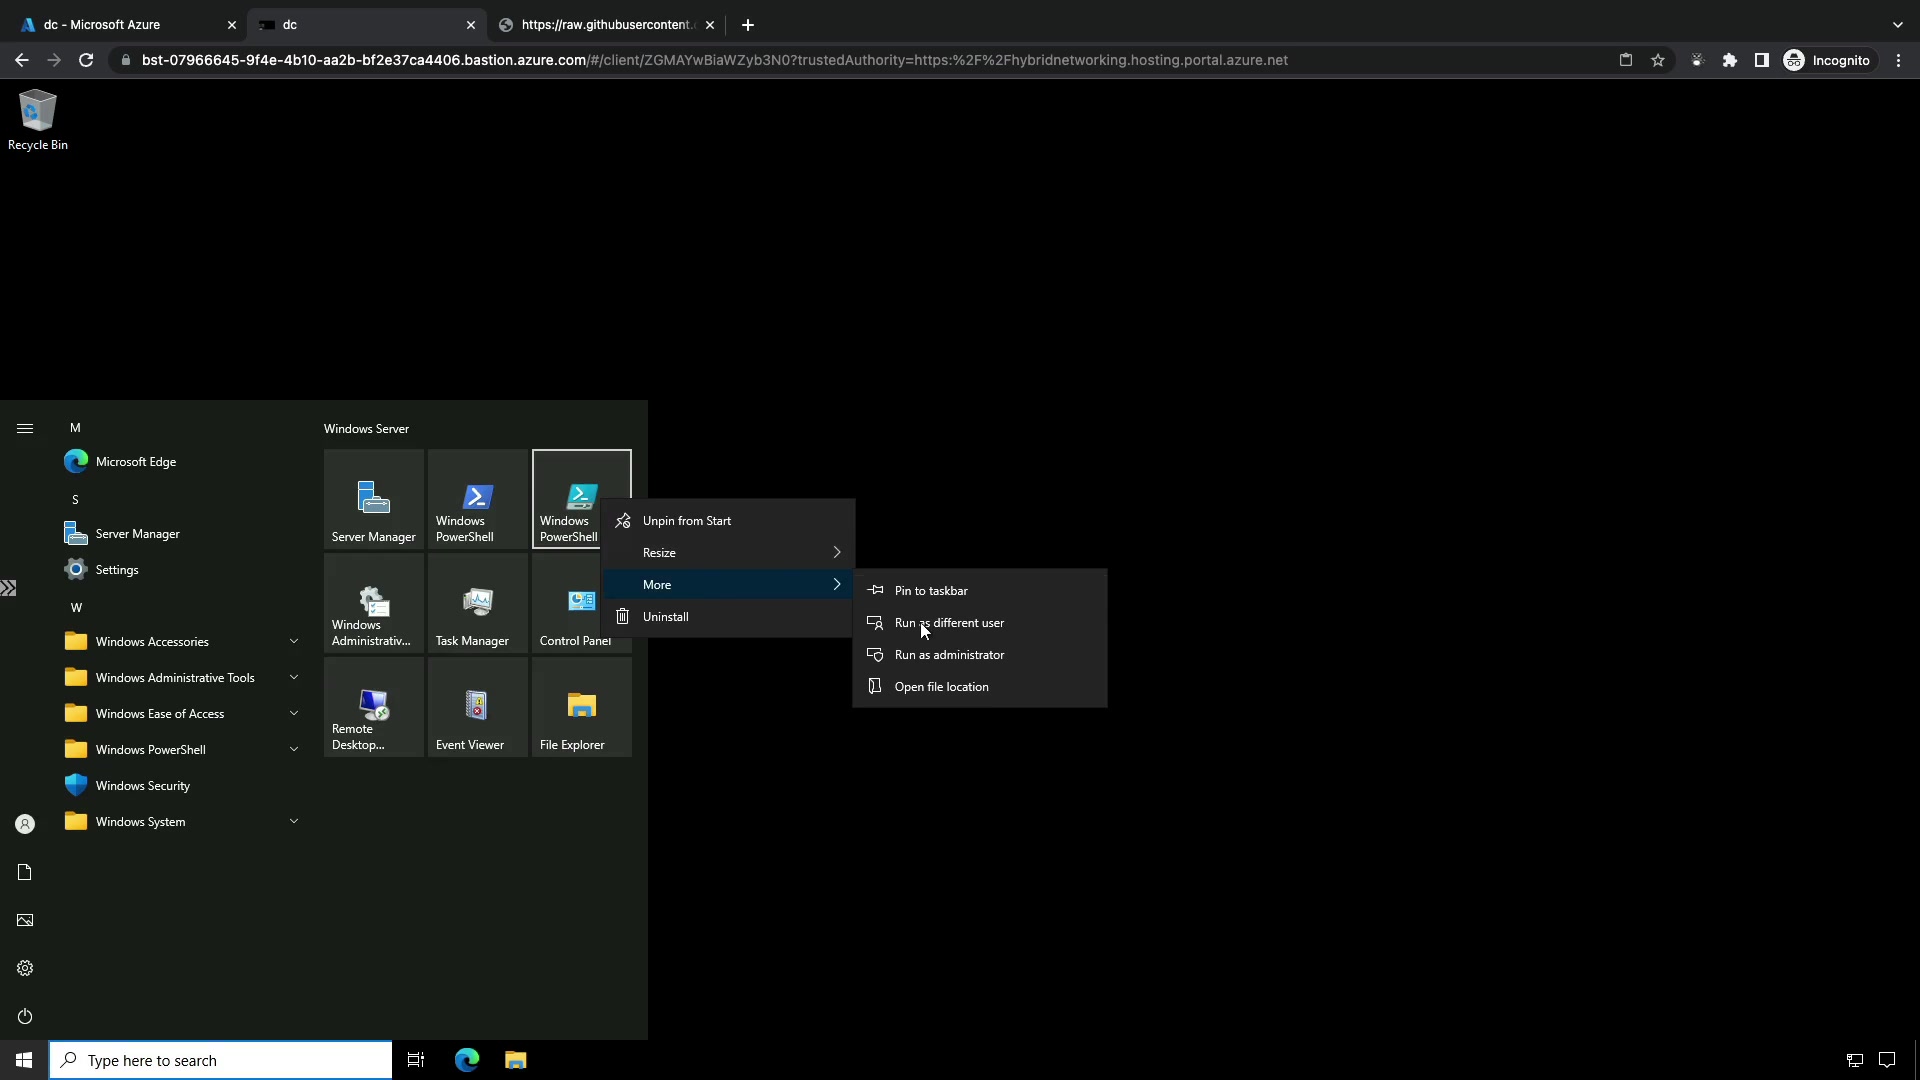 dc - Microsoft Azure
dc
https://raw.githubusercontent.
bst-07966645-9f4e-4b10-aa2b-bf2e37ca4406.bastion.azure.com/#/client/ZGMAYwBiaWZyb3N0?trustedAuthority=https:%2F%2Fhybridnetworking.hosting.portal.azure.net
Incognito
Recycle Bin
M
Microsoft Edge
S
Server Manager
Settings
W
Windows Accessories
Windows Administrative Tools
Windows Ease of Access
Windows PowerShell
Windows Security
Windows System
Windows Server
Server Manager
Windows
PowerShell
Windows
PowerShell
Windows
Administrativ...
Task Manager
Control Panel
Remote
Desktop...
Event Viewer
File Explorer
Unpin from Start
Resize
More
Uninstall
Pin to taskbar
Run as different user
Run as administrator
Open file location
Type here to search